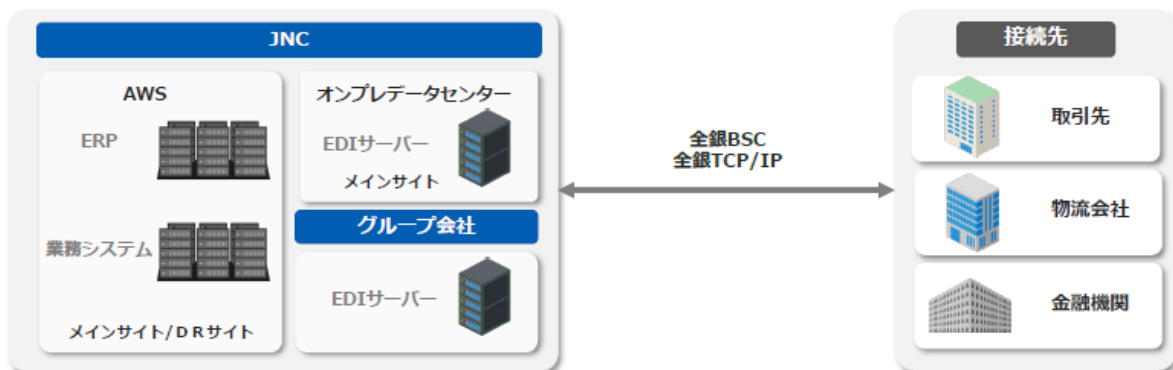 JNC
AWS
ERP
業務システム
メインサイト/ＤＲサイト
オンプレデータセンター
EDIサーバー
メインサイト
グループ会社
EDIサーバー
全銀BSC
全銀TCP/IP
接続先
取引先
物流会社
金融機関